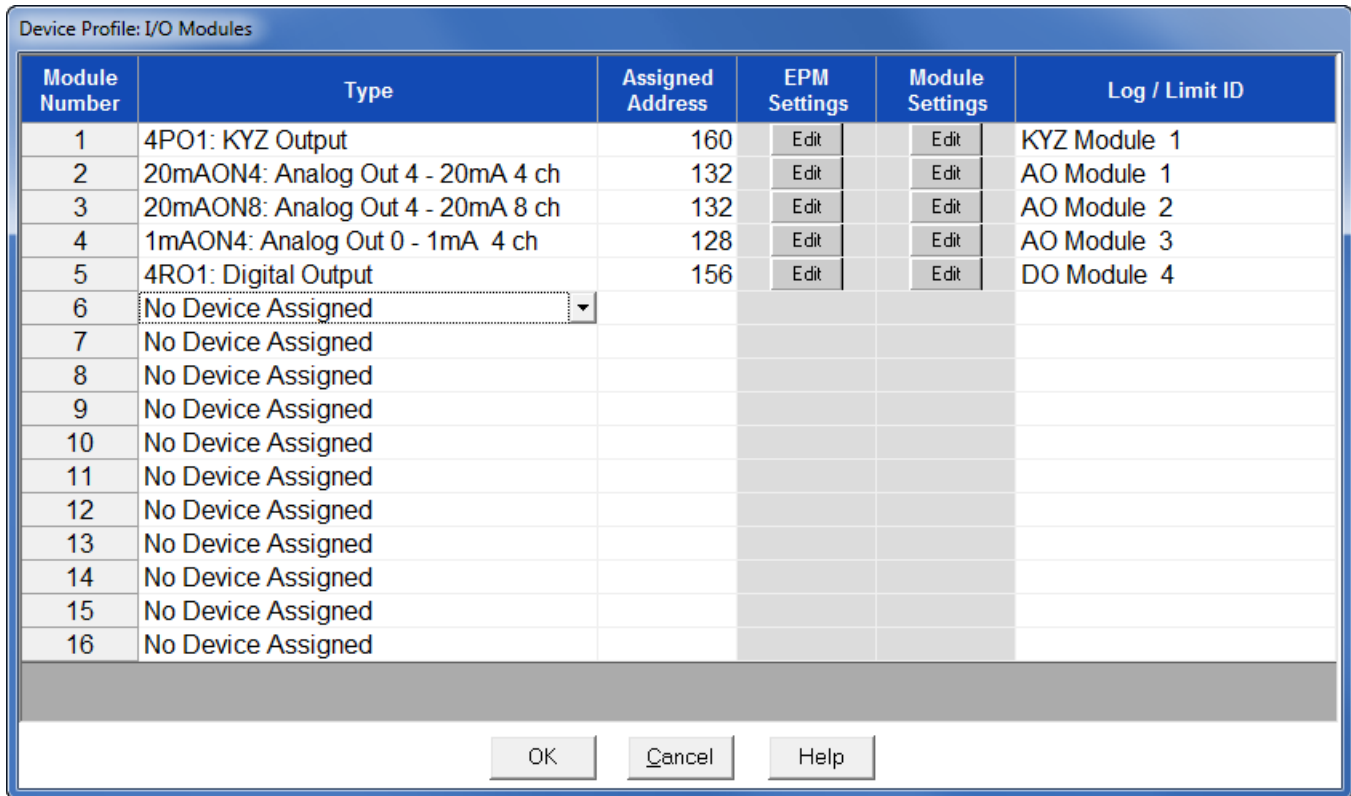 Device Profile: I/O Modules
Module Number Type Assigned Address EPM Settings Module Settings Log / Limit ID
1 4PO1: KYZ Output 160 Edit Edit KYZ Module 1
2 20mAON4: Analog Out 4 - 20mA 4 ch 132 Edit Edit AO Module 1
3 20mAON8: Analog Out 4 - 20mA 8 ch 132 Edit Edit AO Module 2
4 1mAON4: Analog Out 0 - 1mA 4 ch 128 Edit Edit AO Module 3
5 4RO1: Digital Output 156 Edit Edit DO Module 4
6 No Device Assigned
7 No Device Assigned
8 No Device Assigned
9 No Device Assigned
10 No Device Assigned
11 No Device Assigned
12 No Device Assigned
13 No Device Assigned
14 No Device Assigned
15 No Device Assigned
16 No Device Assigned
OK Cancel Help